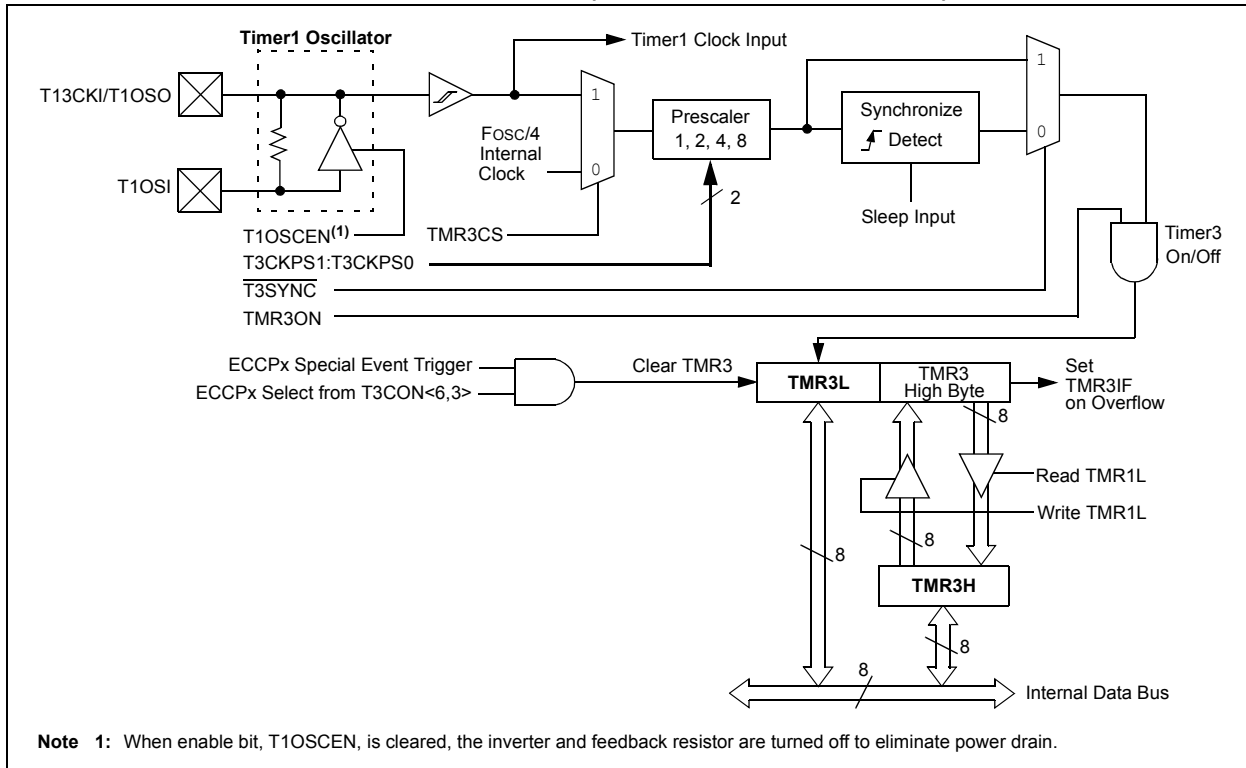 Timer1 Oscillator
Timer1 Clock Input
T13CKI/T1OSO
1
1
FOSC/4
Internal
Clock
0
Prescaler
1, 2, 4, 8
Synchronize
Detect
0
T1OSI
2
Sleep Input
T1OSCEN(1)
TMR3CS
Timer3
On/Off
T3CKPS1:T3CKPS0
T3SYNC
TMR3ON
ECCPx Special Event Trigger
ECCPx Select from T3CON<6,3>
Clear TMR3
TMR3L
TMR3
High Byte
Set
TMR3IF
on Overflow
8
Read TMR1L
Write TMR1L
8
8
TMR3H
8
8
Internal Data Bus
Note 1: When enable bit, T1OSCEN, is cleared, the inverter and feedback resistor are turned off to eliminate power drain.